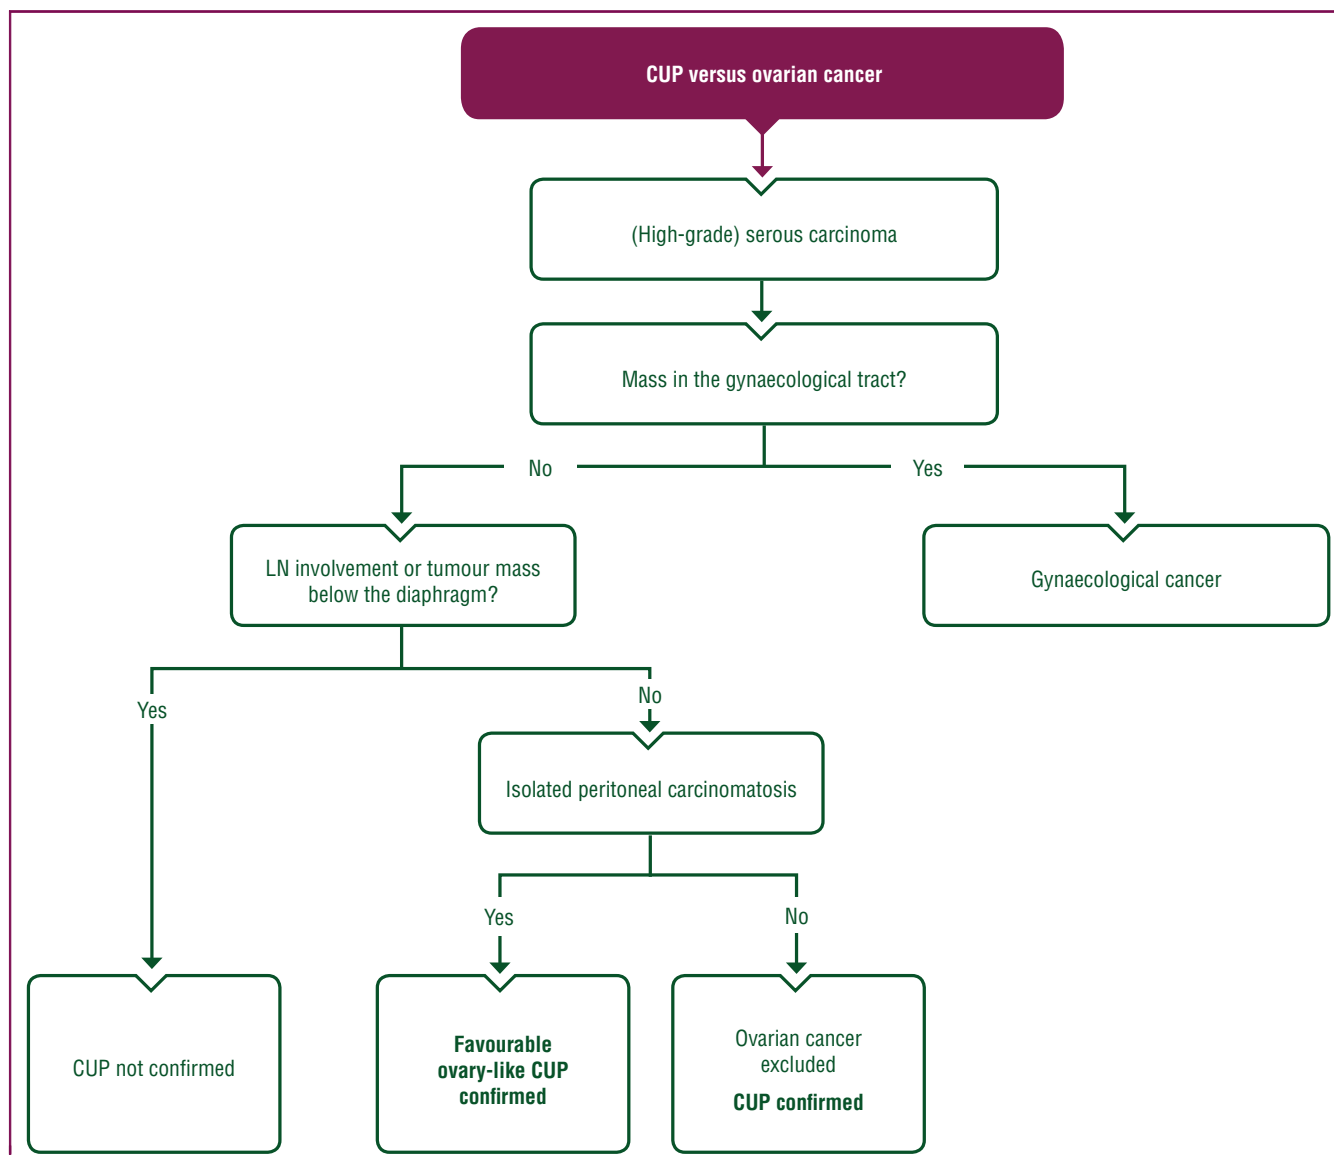 CUP versus ovarian cancer
(High-grade) serous carcinoma
Mass in the gynaecological tract?
No
Yes
LN involvement or tumour mass
below the diaphragm?
Gynaecological cancer
Yes
No
Isolated peritoneal carcinomatosis
Yes
No
CUP not confirmed
Favourable
ovary-like CUP
confirmed
Ovarian cancer
excluded
CUP confirmed